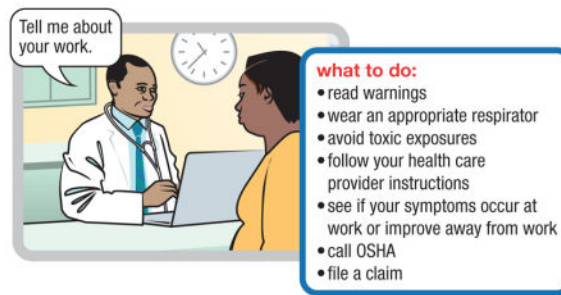 Tell me about
your work.
what to do:
• read warnings
• wear an appropriate respirator
• avoid toxic exposures
• follow your health care
provider instructions
• see if your symptoms occur at
work or improve away from work
• call OSHA
• file a claim